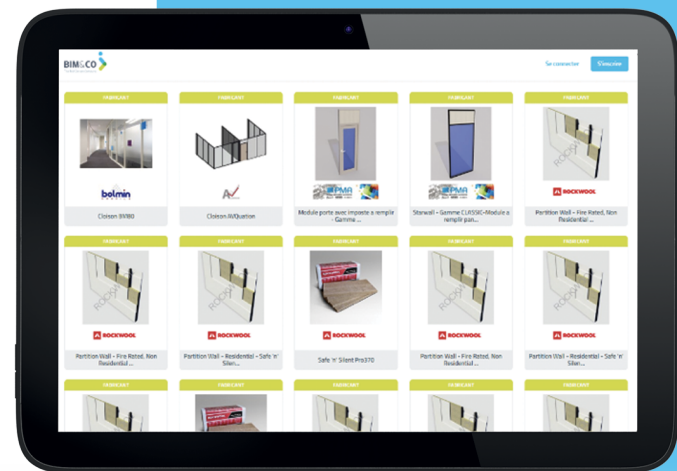 BIM&CO
Se connecter
S'inscrire
FABRICANT
FABRICANT
FABRICANT
FABRICANT
FABRICANT
bolmin
AV
PMA
PMA
ROCKWOOL
Cloison BM80
Cloison AVQuation
Module porte avec imposte a remplir
- Gamme ...
Starwall - Gamme CLASSIC-Module a
remplir pan...
Partition Wall - Fire Rated, Non
Residential ...
FABRICANT
FABRICANT
FABRICANT
FABRICANT
FABRICANT
ROCKWOOL
ROCKWOOL
ROCKWOOL
ROCKWOOL
ROCKWOOL
Partition Wall - Fire Rated, Non
Residential ...
Partition Wall - Residential - Safe 'n'
Silen...
Safe 'n' Silent Pro370
Partition Wall - Fire Rated, Non
Residential ...
Partition Wall - Residential - Safe 'n'
Silen...
FABRICANT
FABRICANT
FABRICANT
FABRICANT
FABRICANT